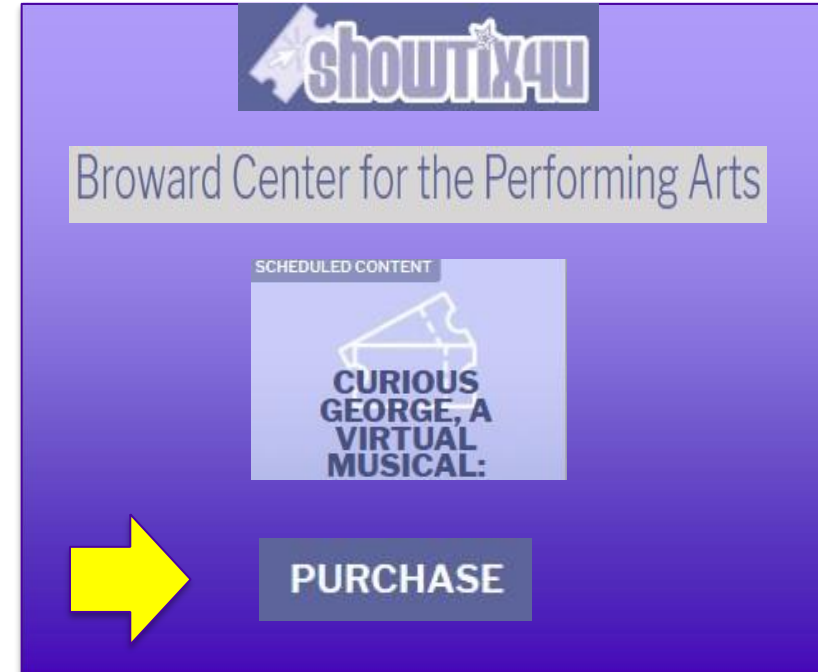 showtix4u
Broward Center for the Performing Arts
SCHEDULED CONTENT
CURIOUS
GEORGE, A
VIRTUAL
MUSICAL:
PURCHASE